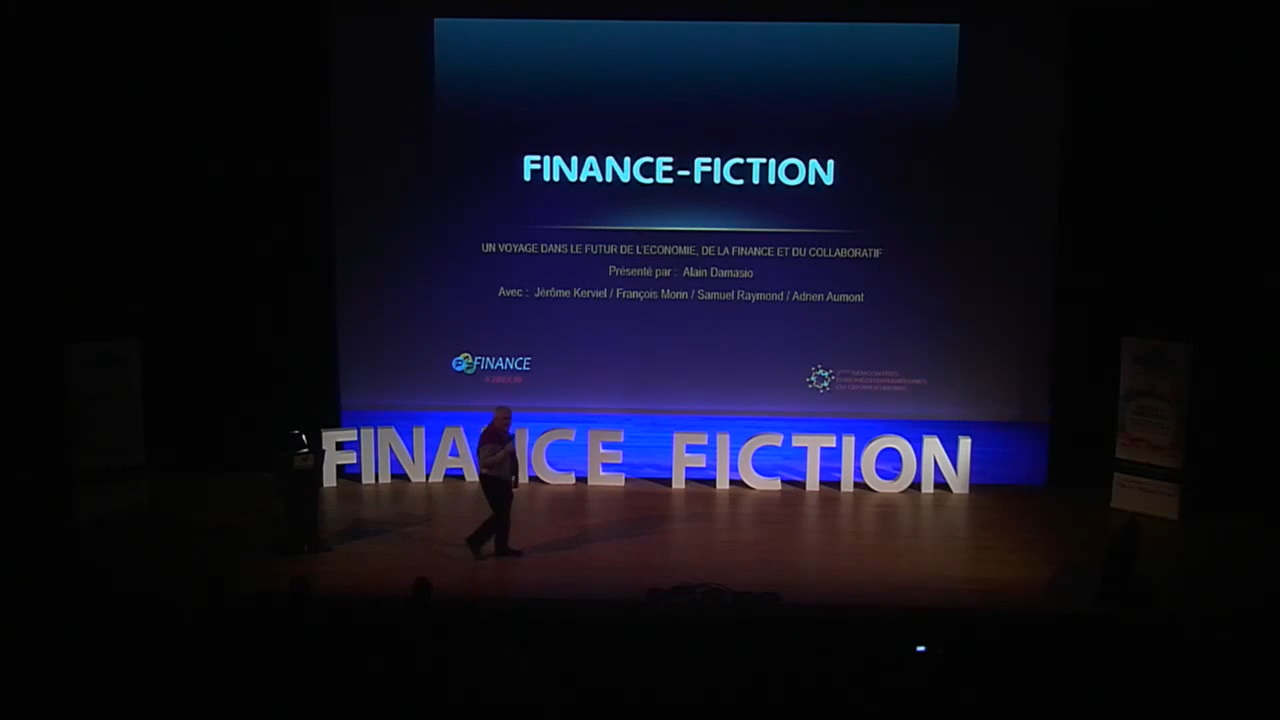 FINANCE-FICTION
UN VOYAGE DANS LE FUTUR DE L'ECONOMIE, DE LA FINANCE ET DU COLLABORATIF
Présenté par : Alain Damasio
Avec : Jérôme Kerviel / François Morin / Samuel Raymond / Adrien Aumont
FINANCE
RENCONTRES
FINANCE FICTION